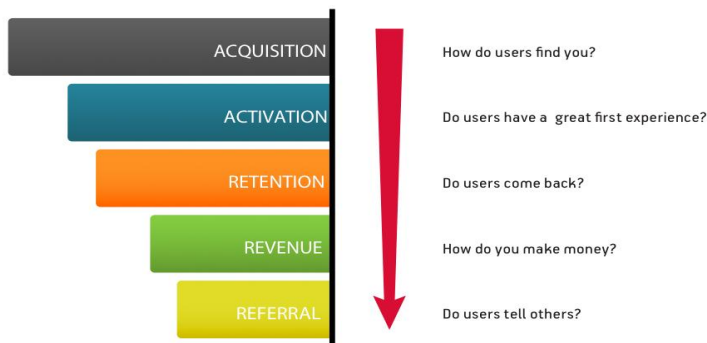 ACQUISITION
How do users find you?
ACTIVATION
Do users have a great first experience?
RETENTION
Do users come back?
REVENUE
How do you make money?
REFERRAL
Do users tell others?